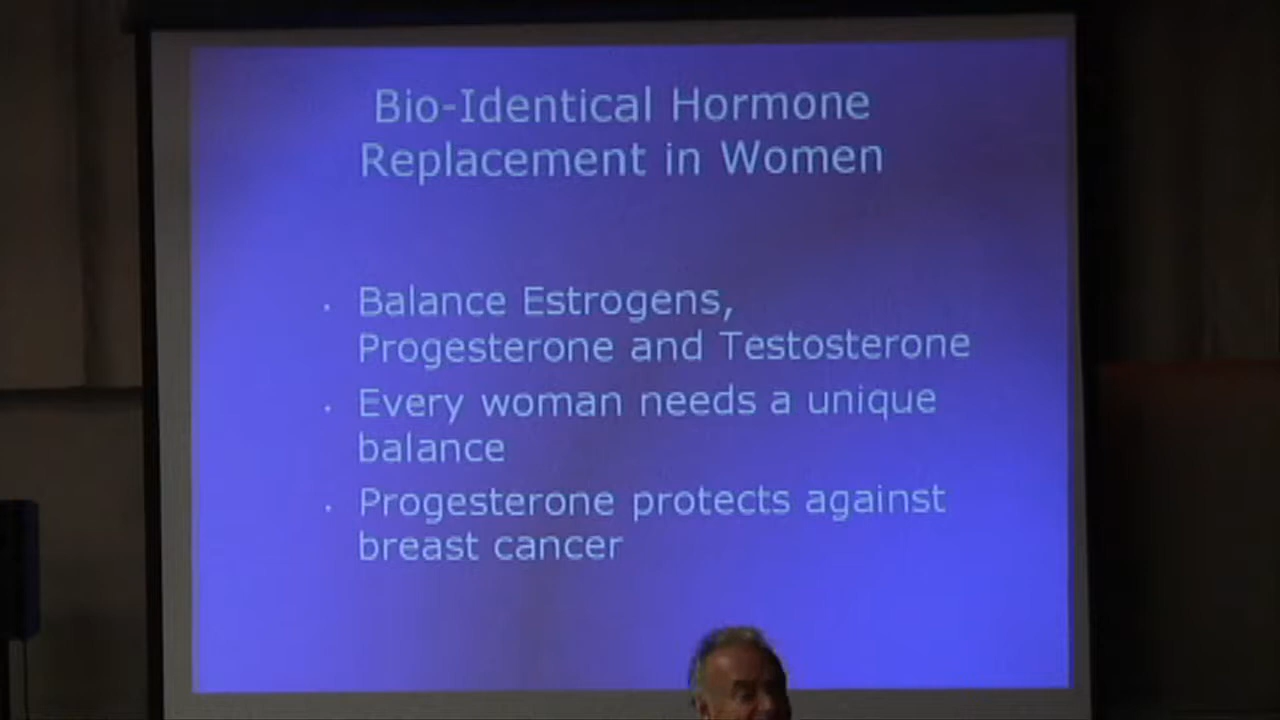 Bio-Identical Hormone
Replacement in Women
· Balance Estrogens,
Progesterone and Testosterone
· Every woman needs a unique
balance
· Progesterone protects against
breast cancer